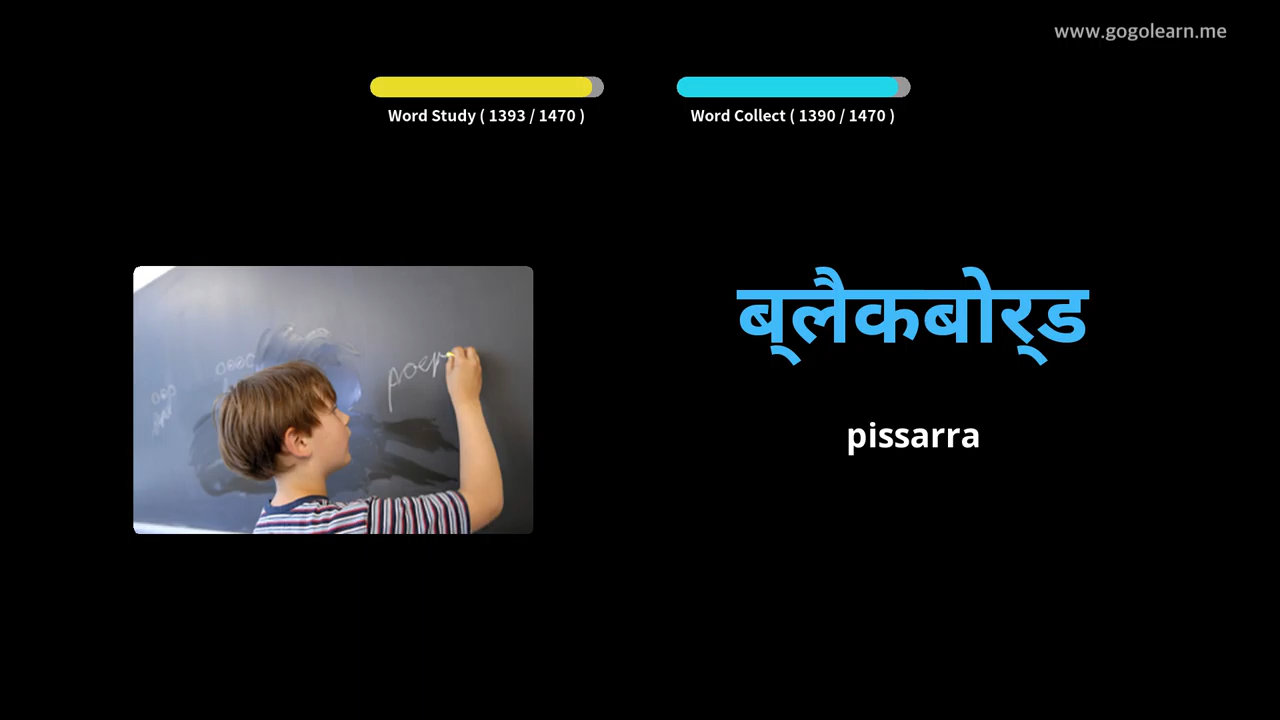 www.gogolearn.me
Word Study ( 1393 / 1470 )
Word Collect ( 1390 / 1470 )
ब्‌लैकबोर्‌ड
pissarra